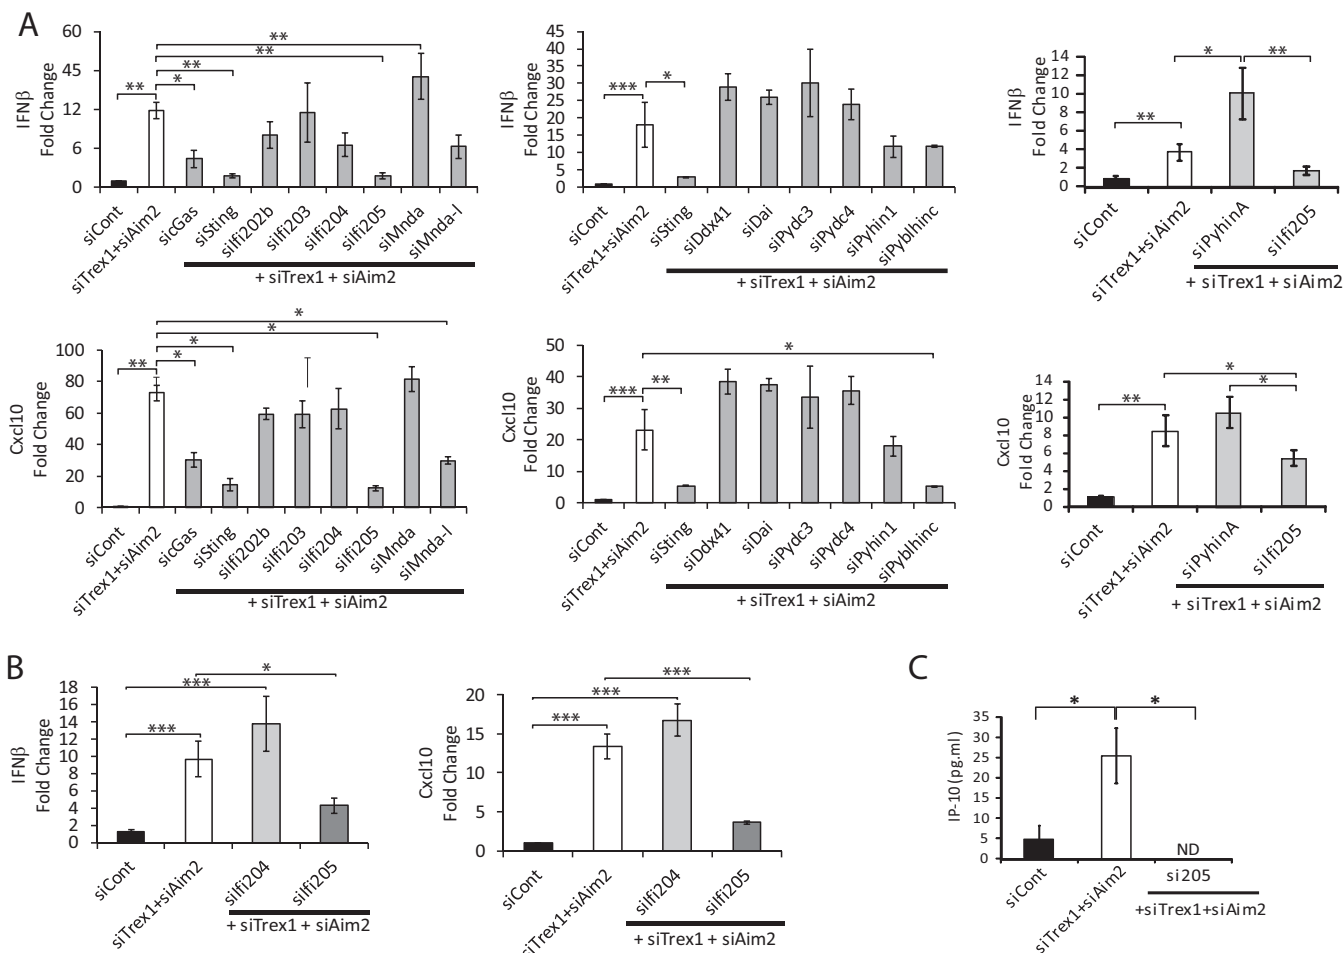 A
IFNβ
Fold Change
60
45
12
6
0
**
*
**
**
**
siCont
siTrex1+siAim2
sicGas
siSting
siIfi202b
siIfi203
siIfi204
siIfi205
siMnda
siMnda-l
+ siTrex1 + siAim2
IFNβ
Fold Change
45
40
35
30
25
20
15
10
5
0
***
*
siCont
siTrex1+siAim2
siSting
siDdx41
siDai
siPydc3
siPydc4
siPyhin1
siPyblhinc
+ siTrex1 + siAim2
IFNβ
Fold Change
14
12
10
8
6
4
2
0
**
*
**
siCont
siTrex1+siAim2
siPyhinA
siIfi205
+ siTrex1 + siAim2
Cxcl10
Fold Change
100
80
60
40
20
0
**
*
*
*
*
siCont
siTrex1+siAim2
sicGas
siSting
siIfi202b
siIfi203
siIfi204
siIfi205
siMnda
siMnda-l
+ siTrex1 + siAim2
Cxcl10
Fold Change
50
40
30
20
10
0
***
**
*
siCont
siTrex1+siAim2
siSting
siDdx41
siDai
siPydc3
siPydc4
siPyhin1
siPyblhinc
+ siTrex1 + siAim2
Cxcl10
Fold Change
14
12
10
8
6
4
2
0
**
*
*
siCont
siTrex1+siAim2
siPyhinA
siIfi205
+ siTrex1 + siAim2
B
IFNβ
Fold Change
18
16
14
12
10
8
6
4
2
0
***
***
*
siCont
siTrex1+siAim2
siIfi204
siIfi205
+ siTrex1 + siAim2
Cxcl10
Fold Change
20
15
10
5
0
***
***
***
siCont
siTrex1+siAim2
siIfi204
siIfi205
+ siTrex1 + siAim2
C
IP-10 (pg.ml)
35
30
25
20
15
10
5
0
*
*
ND
siCont
siTrex1+siAim2
si205
+siTrex1+siAim2